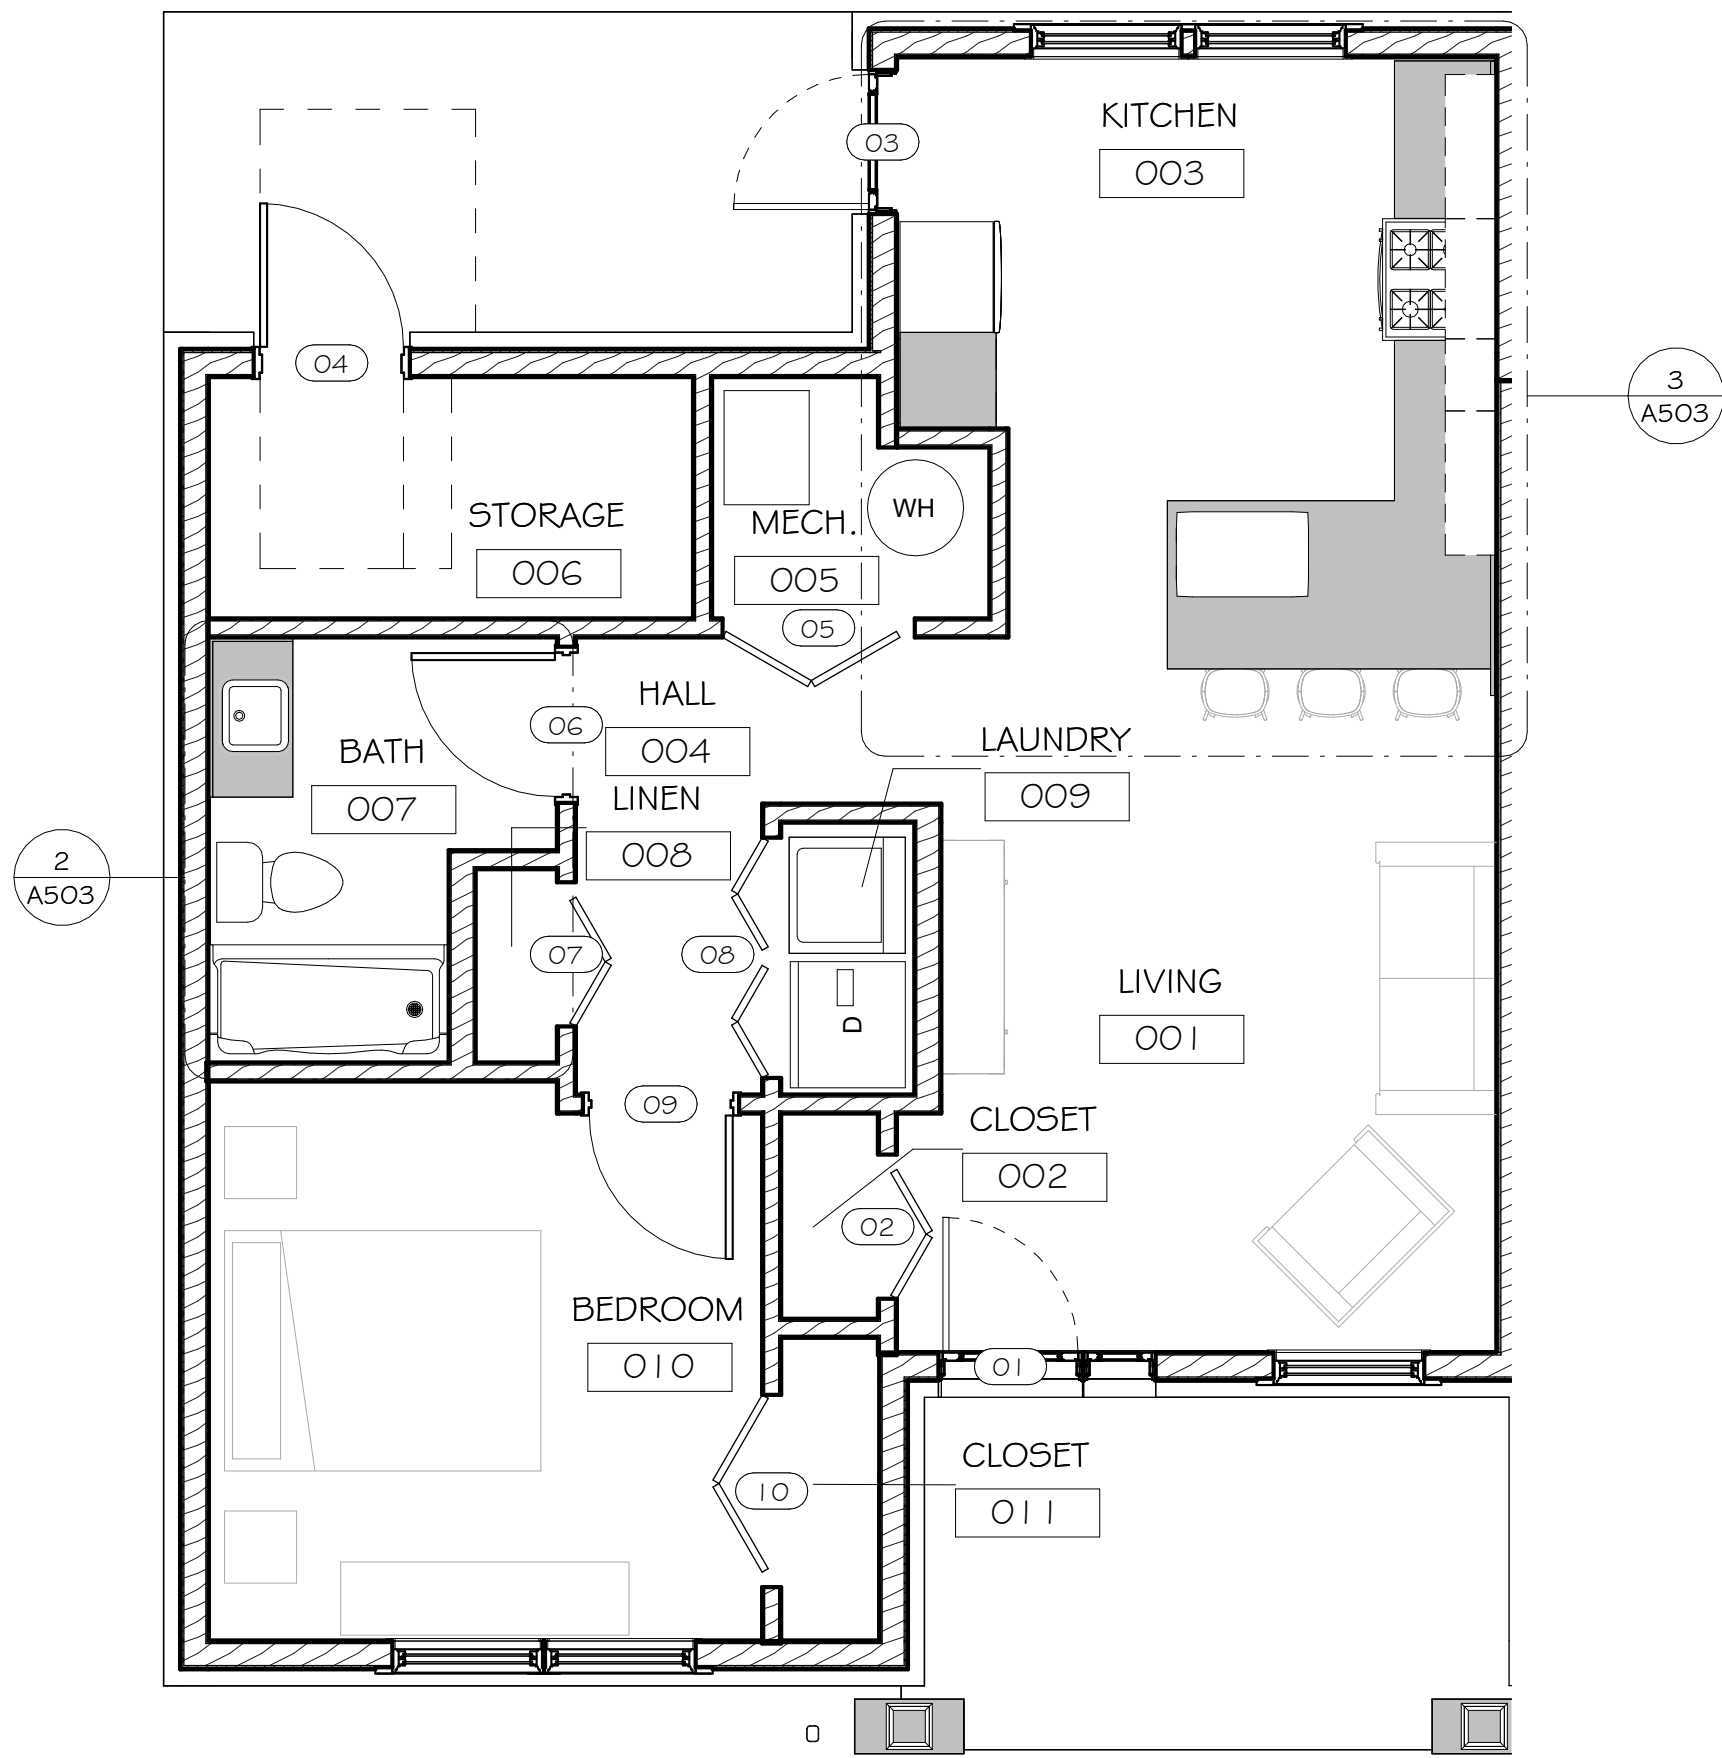 KITCHEN
003
03
04
3
A503
STORAGE
006
MECH.
005
WH
05
HALL
004
06
BATH
007
LINEN
008
LAUNDRY
009
2
A503
07
08
D
LIVING
001
09
CLOSET
002
02
BEDROOM
010
01
CLOSET
011
10
O